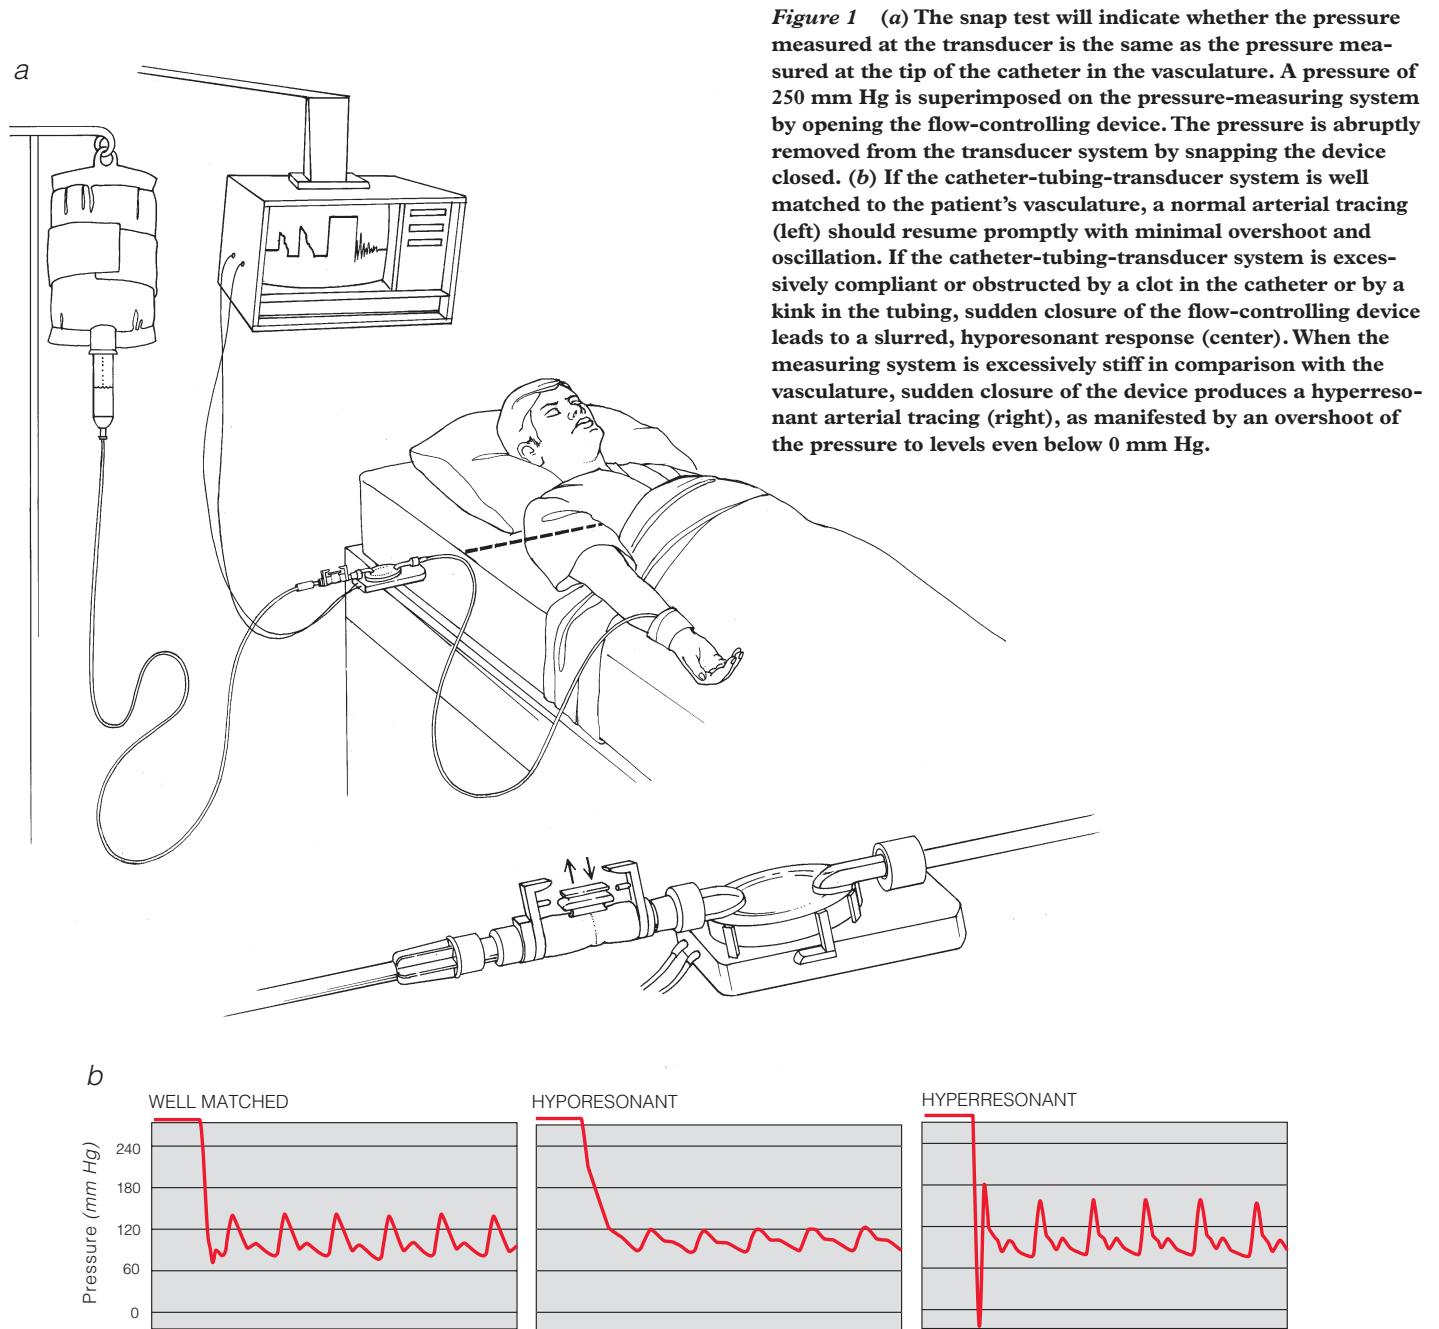 Figure 1 (a) The snap test will indicate whether the pressure
measured at the transducer is the same as the pressure mea-
sured at the tip of the catheter in the vasculature. A pressure of
250 mm Hg is superimposed on the pressure-measuring system
by opening the flow-controlling device. The pressure is abruptly
removed from the transducer system by snapping the device
closed. (b) If the catheter-tubing-transducer system is well
matched to the patient’s vasculature, a normal arterial tracing
(left) should resume promptly with minimal overshoot and
oscillation. If the catheter-tubing-transducer system is exces-
sively compliant or obstructed by a clot in the catheter or by a
kink in the tubing, sudden closure of the flow-controlling device
leads to a slurred, hyporesonant response (center). When the
measuring system is excessively stiff in comparison with the
vasculature, sudden closure of the device produces a hyperreso-
nant arterial tracing (right), as manifested by an overshoot of
the pressure to levels even below 0 mm Hg.
a
b
WELL MATCHED
HYPORESONANT
HYPERRESONANT
Pressure (mm Hg)
240
180
120
60
0